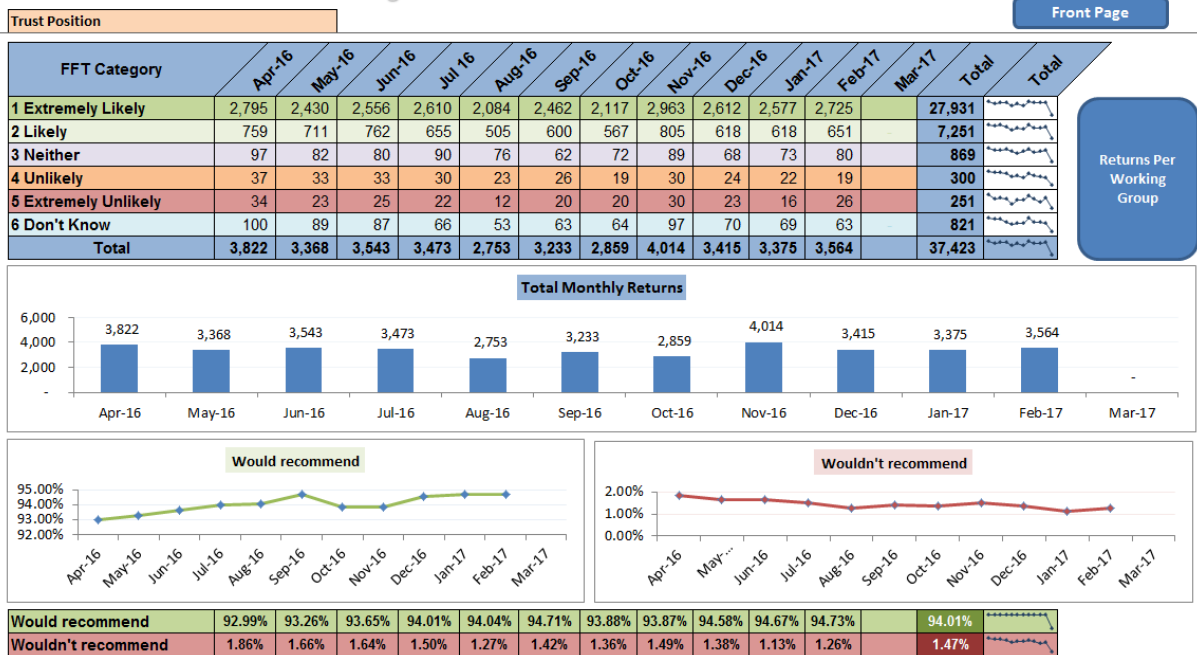 Trust Position
Front Page
FFT Category Apr-16 May-16 Jun-16 Jul 16 Aug-16 Sep-16 Oct-16 Nov-16 Dec-16 Jan-17 Feb-17 Mar-17 Total Total
1 Extremely Likely 2,795 2,430 2,556 2,610 2,084 2,462 2,117 2,963 2,612 2,577 2,725 27,931
2 Likely 759 711 762 655 505 600 567 805 618 618 651 7,251
3 Neither 97 82 80 90 76 62 72 89 68 73 80 869
4 Unlikely 37 33 33 30 23 26 19 30 24 22 19 300
5 Extremely Unlikely 34 23 25 22 12 20 20 30 23 16 26 251
6 Don't Know 100 89 87 66 53 63 64 97 70 69 63 821
Total 3,822 3,368 3,543 3,473 2,753 3,233 2,859 4,014 3,415 3,375 3,564 37,423
Returns Per
Working
Group
Total Monthly Returns
6,000
4,000
2,000
-
3,822 3,368 3,543 3,473 2,753 3,233 2,859 4,014 3,415 3,375 3,564 -
Apr-16 May-16 Jun-16 Jul-16 Aug-16 Sep-16 Oct-16 Nov-16 Dec-16 Jan-17 Feb-17 Mar-17
Would recommend
95.00%
94.00%
93.00%
92.00%
Apr-16 May-16 Jun-16 Jul-16 Aug-16 Sep-16 Oct-16 Nov-16 Dec-16 Jan-17 Feb-17 Mar-17
Wouldn't recommend
2.00%
1.00%
0.00%
Apr-16 May-... Jun-16 Jul-16 Aug-16 Sep-16 Oct-16 Nov-16 Dec-16 Jan-17 Feb-17 Mar-17
Would recommend 92.99% 93.26% 93.65% 94.01% 94.04% 94.71% 93.88% 93.87% 94.58% 94.67% 94.73% 94.01%
Wouldn't recommend 1.86% 1.66% 1.64% 1.50% 1.27% 1.42% 1.36% 1.49% 1.38% 1.13% 1.26% 1.47%